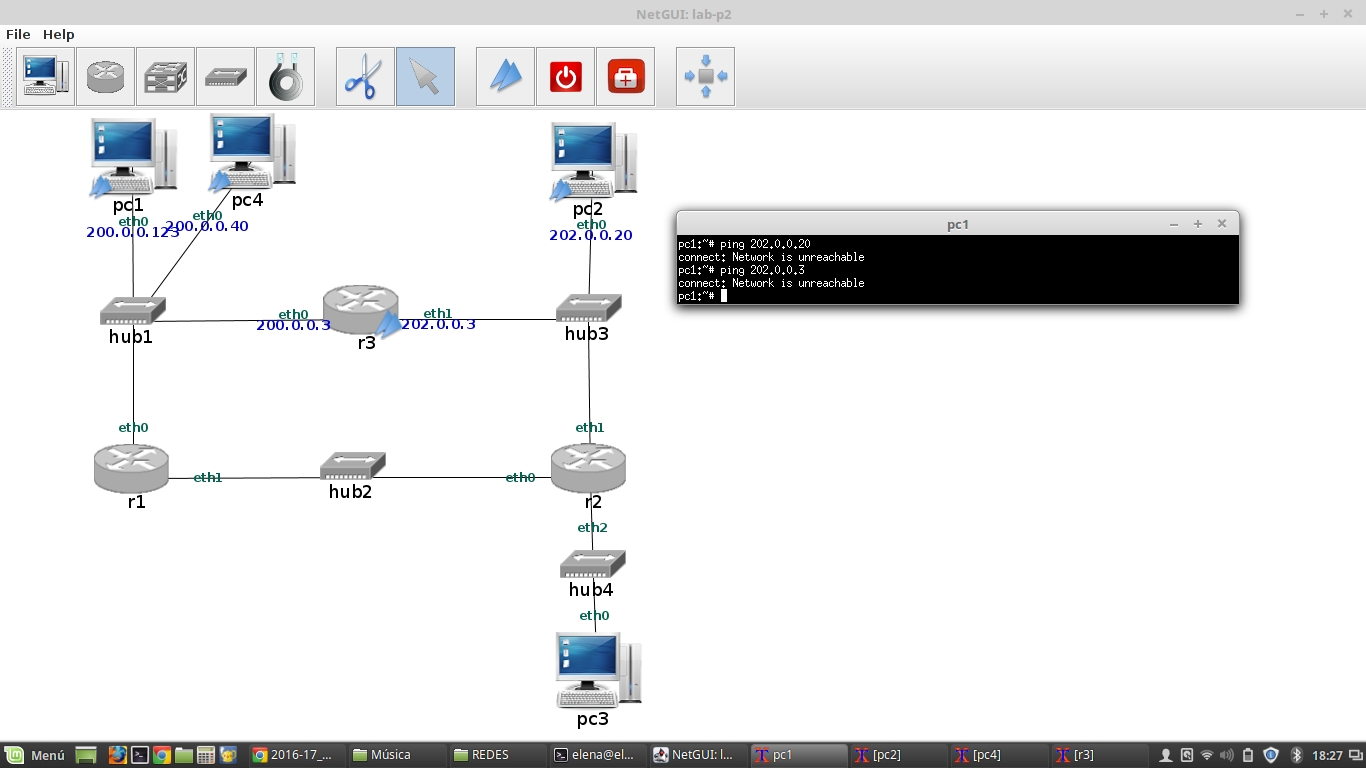 NetGUI: lab-p2
File Help
pc1
pc4
pc2
eth0
200.0.0.123
eth0
200.0.0.40
eth0
202.0.0.20
pc1
pc1:~# ping 202.0.0.20
connect: Network is unreachable
pc1:~# ping 202.0.0.3
connect: Network is unreachable
pc1:~#
hub1
eth0
200.0.0.3
r3
eth1
202.0.0.3
hub3
eth0
r1
eth1
hub2
eth0
eth1
r2
eth2
hub4
eth0
pc3
Menú
2016-17_...
Música
REDES
elena@el...
NetGUI: l...
pc1
[pc2]
[pc4]
[r3]
18:27